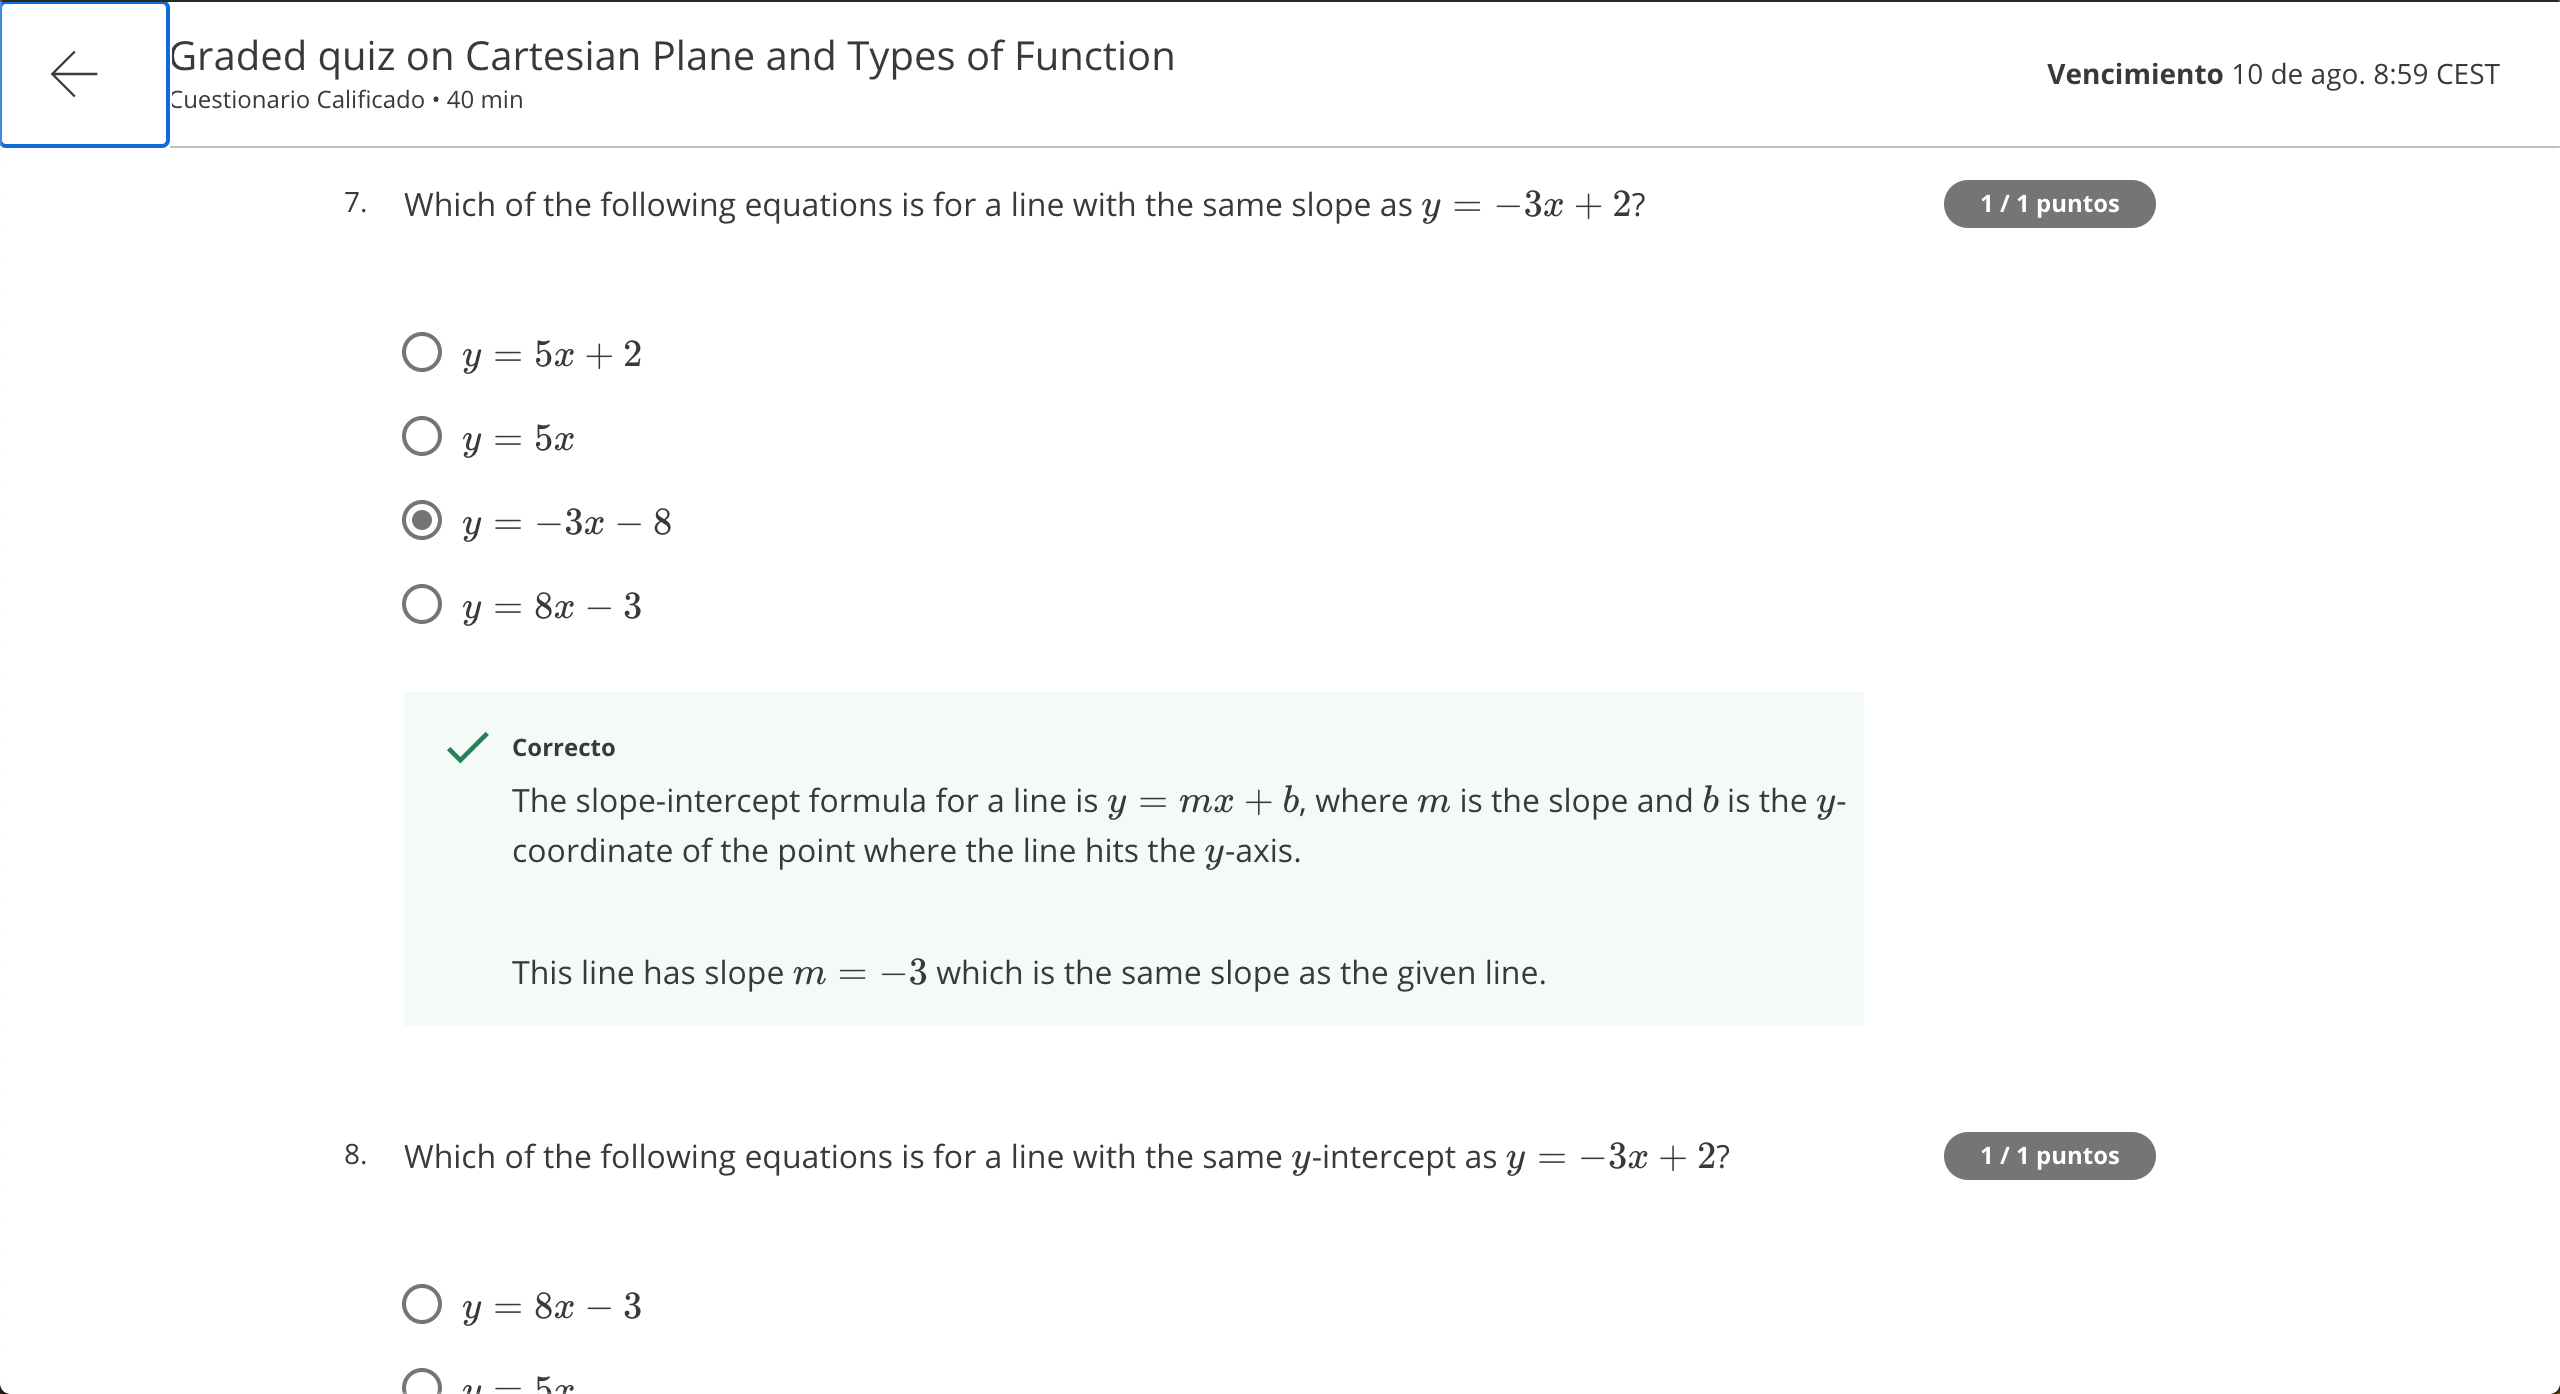 Graded quiz on Cartesian Plane and Types of Function
Cuestionario Calificado • 40 min
Vencimiento 10 de ago. 8:59 CEST
7. Which of the following equations is for a line with the same slope as y = −3x + 2?
1 / 1 puntos
y = 5x + 2
y = 5x
y = −3x − 8
y = 8x − 3
Correcto
The slope-intercept formula for a line is y = mx + b, where m is the slope and b is the y-
coordinate of the point where the line hits the y-axis.
This line has slope m = −3 which is the same slope as the given line.
8. Which of the following equations is for a line with the same y-intercept as y = −3x + 2?
1 / 1 puntos
y = 8x − 3
y = 5x